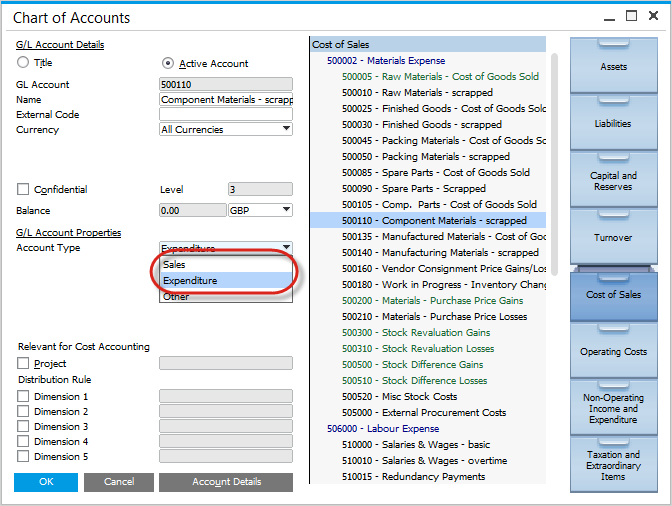 Chart of Accounts
G/L Account Details
Title
Active Account
GL Account
500110
Name
Component Materials - scrapp
External Code
Currency
All Currencies
Confidential
Level
3
Balance
0.00
GBP
G/L Account Properties
Account Type
Expenditure
Sales
Expenditure
Other
Relevant for Cost Accounting
Project
Distribution Rule
Dimension 1
Dimension 2
Dimension 3
Dimension 4
Dimension 5
OK
Cancel
Account Details
Cost of Sales
500002 - Materials Expense
500005 - Raw Materials - Cost of Goods Sold
500010 - Raw Materials - scrapped
500025 - Finished Goods - Cost of Goods Sold
500030 - Finished Goods - scrapped
500045 - Packing Materials - Cost of Goods So
500050 - Packing Materials - scrapped
500085 - Spare Parts - Cost of Goods Sold
500090 - Spare Parts - Scrapped
500105 - Comp. Parts - Cost of Goods Sold
500110 - Component Materials - scrapped
500135 - Manufactured Materials - Cost of Goo
500140 - Manufacturing Materials - scrapped
500160 - Vendor Consignment Price Gains/Los
500180 - Work in Progress - Inventory Chang
500200 - Materials - Purchase Price Gains
500210 - Materials - Purchase Price Losses
500300 - Stock Revaluation Gains
500310 - Stock Revaluation Losses
500500 - Stock Difference Gains
500510 - Stock Difference Losses
500520 - Misc Stock Costs
505000 - External Procurement Costs
506000 - Labour Expense
510000 - Salaries & Wages - basic
510010 - Salaries & Wages - overtime
510015 - Redundancy Payments
Assets
Liabilities
Capital and
Reserves
Turnover
Cost of Sales
Operating Costs
Non-Operating
Income and
Expenditure
Taxation and
Extraordinary
Items